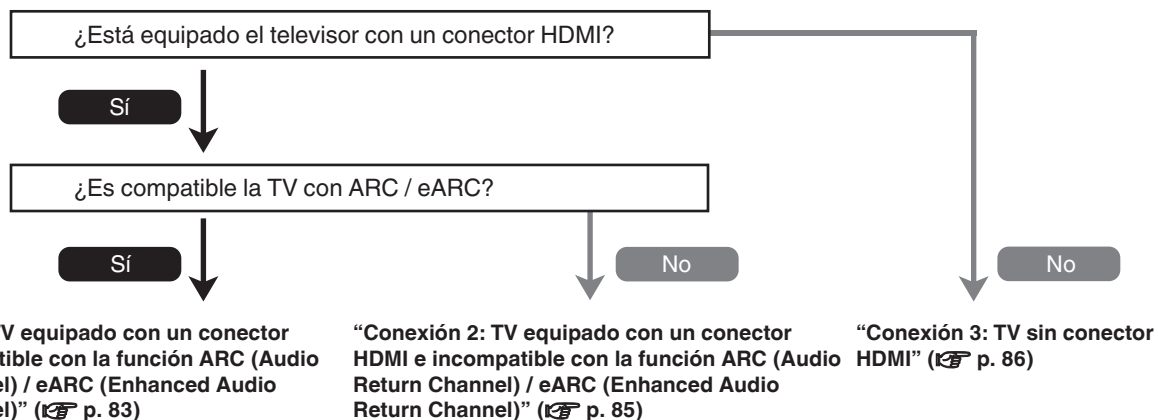 ¿Está equipado el televisor con un conector HDMI?
Sí
¿Es compatible la TV con ARC / eARC?
Sí
No
No
V equipado con un conector
tible con la función ARC (Audio
el) / eARC (Enhanced Audio
el)” (☞ p. 83)
“Conexión 2: TV equipado con un conector
HDMI e incompatible con la función ARC (Audio
Return Channel) / eARC (Enhanced Audio
Return Channel)” (☞ p. 85)
“Conexión 3: TV sin conector
HDMI” (☞ p. 86)